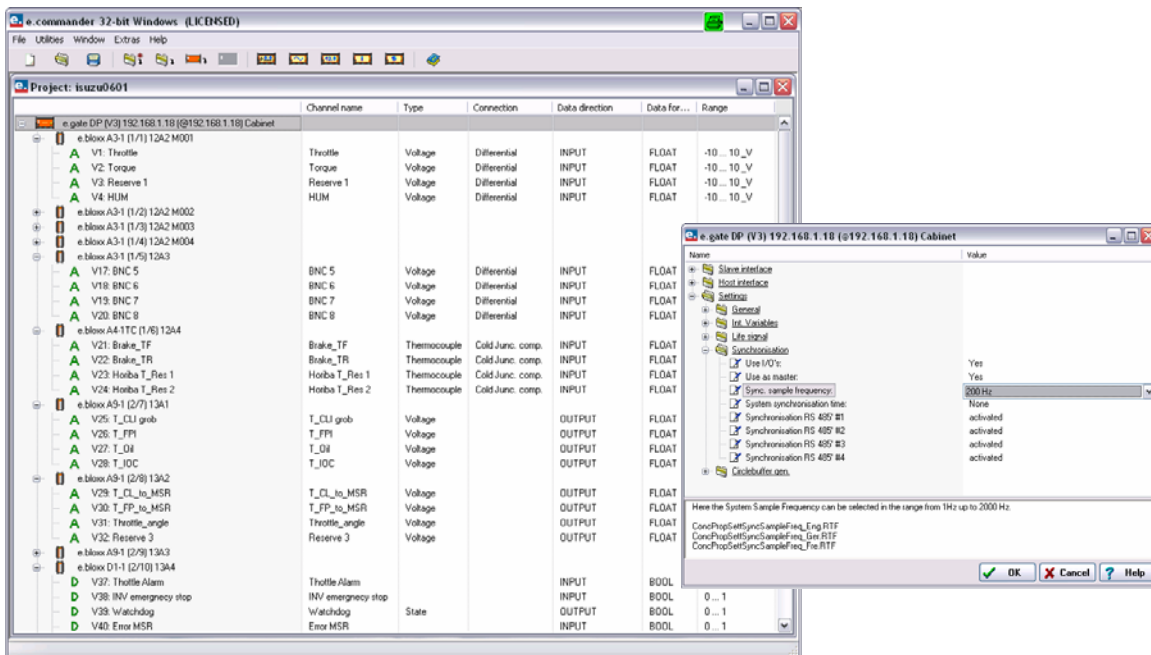 e.commander 32-bit Windows (LICENSED)
File Utilities Window Extras Help
Project: isuzu0601
Channel name Type Connection Data direction Data for... Range
e.gate DP (V3) 192.168.1.18 (@192.168.1.18) Cabinet
e.bloxx A3-1 (1/1) 12A2 M001
A V1: Throttle Throttle Voltage Differential INPUT FLOAT -10 ... 10 _V
A V2: Torque Torque Voltage Differential INPUT FLOAT -10 ... 10 _V
A V3: Reserve 1 Reserve 1 Voltage Differential INPUT FLOAT -10 ... 10 _V
A V4: HUM HUM Voltage Differential INPUT FLOAT -10 ... 10 _V
e.bloxx A3-1 (1/2) 12A2 M002
e.bloxx A3-1 (1/3) 12A2 M003
e.bloxx A3-1 (1/4) 12A2 M004
e.bloxx A3-1 (1/5) 12A3
A V17: BNC 5 BNC 5 Voltage Differential INPUT FLOAT
A V18: BNC 6 BNC 6 Voltage Differential INPUT FLOAT
A V19: BNC 7 BNC 7 Voltage Differential INPUT FLOAT
A V20: BNC 8 BNC 8 Voltage Differential INPUT FLOAT
e.bloxx A4-1TC (1/6) 12A4
A V21: Brake_TF Brake_TF Thermocouple Cold Junc. comp. INPUT FLOAT
A V22: Brake_TR Brake_TR Thermocouple Cold Junc. comp. INPUT FLOAT
A V23: Horiba T_Res 1 Horiba T_Res 1 Thermocouple Cold Junc. comp. INPUT FLOAT
A V24: Horiba T_Res 2 Horiba T_Res 2 Thermocouple Cold Junc. comp. INPUT FLOAT
e.bloxx A9-1 (2/7) 13A1
A V25: T_CLI grob T_CLI grob Voltage OUTPUT FLOAT
A V26: T_FPI T_FPI Voltage OUTPUT FLOAT
A V27: T_Oil T_Oil Voltage OUTPUT FLOAT
A V28: T_IOC T_IOC Voltage OUTPUT FLOAT
e.bloxx A9-1 (2/8) 13A2
A V29: T_CL_to_MSR T_CL_to_MSR Voltage OUTPUT FLOAT
A V30: T_FP_to_MSR T_FP_to_MSR Voltage OUTPUT FLOAT
A V31: Throttle_angle Throttle_angle Voltage OUTPUT FLOAT
A V32: Reserve 3 Reserve 3 Voltage OUTPUT FLOAT
e.bloxx A9-1 (2/9) 13A3
e.bloxx D1-1 (2/10) 13A4
D V37: Thottle Alarm Thottle Alarm INPUT BOOL
D V38: INV emergnecy stop INV emergnecy stop INPUT BOOL 0 ... 1
D V39: Watchdog Watchdog State OUTPUT BOOL 0 ... 1
D V40: Error MSR Error MSR INPUT BOOL 0 ... 1
e.gate DP (V3) 192.168.1.18 (@192.168.1.18) Cabinet
Name Value
Slave interface
Host interface
Settings
General
Int. Variables
Life signal
Synchronisation
Use I/O's: Yes
Use as master: Yes
Sync. sample frequency: 200 Hz
System synchronisation time: None
Synchronisation RS 485' #1 activated
Synchronisation RS 485' #2 activated
Synchronisation RS 485' #3 activated
Synchronisation RS 485' #4 activated
Circlebuffer gen.
Here the System Sample Frequency can be selected in the range from 1Hz up to 2000 Hz.
ConcPropSettSyncSampleFreq_Eng.RTF
ConcPropSettSyncSampleFreq_Ger.RTF
ConcPropSettSyncSampleFreq_Fre.RTF
OK Cancel Help